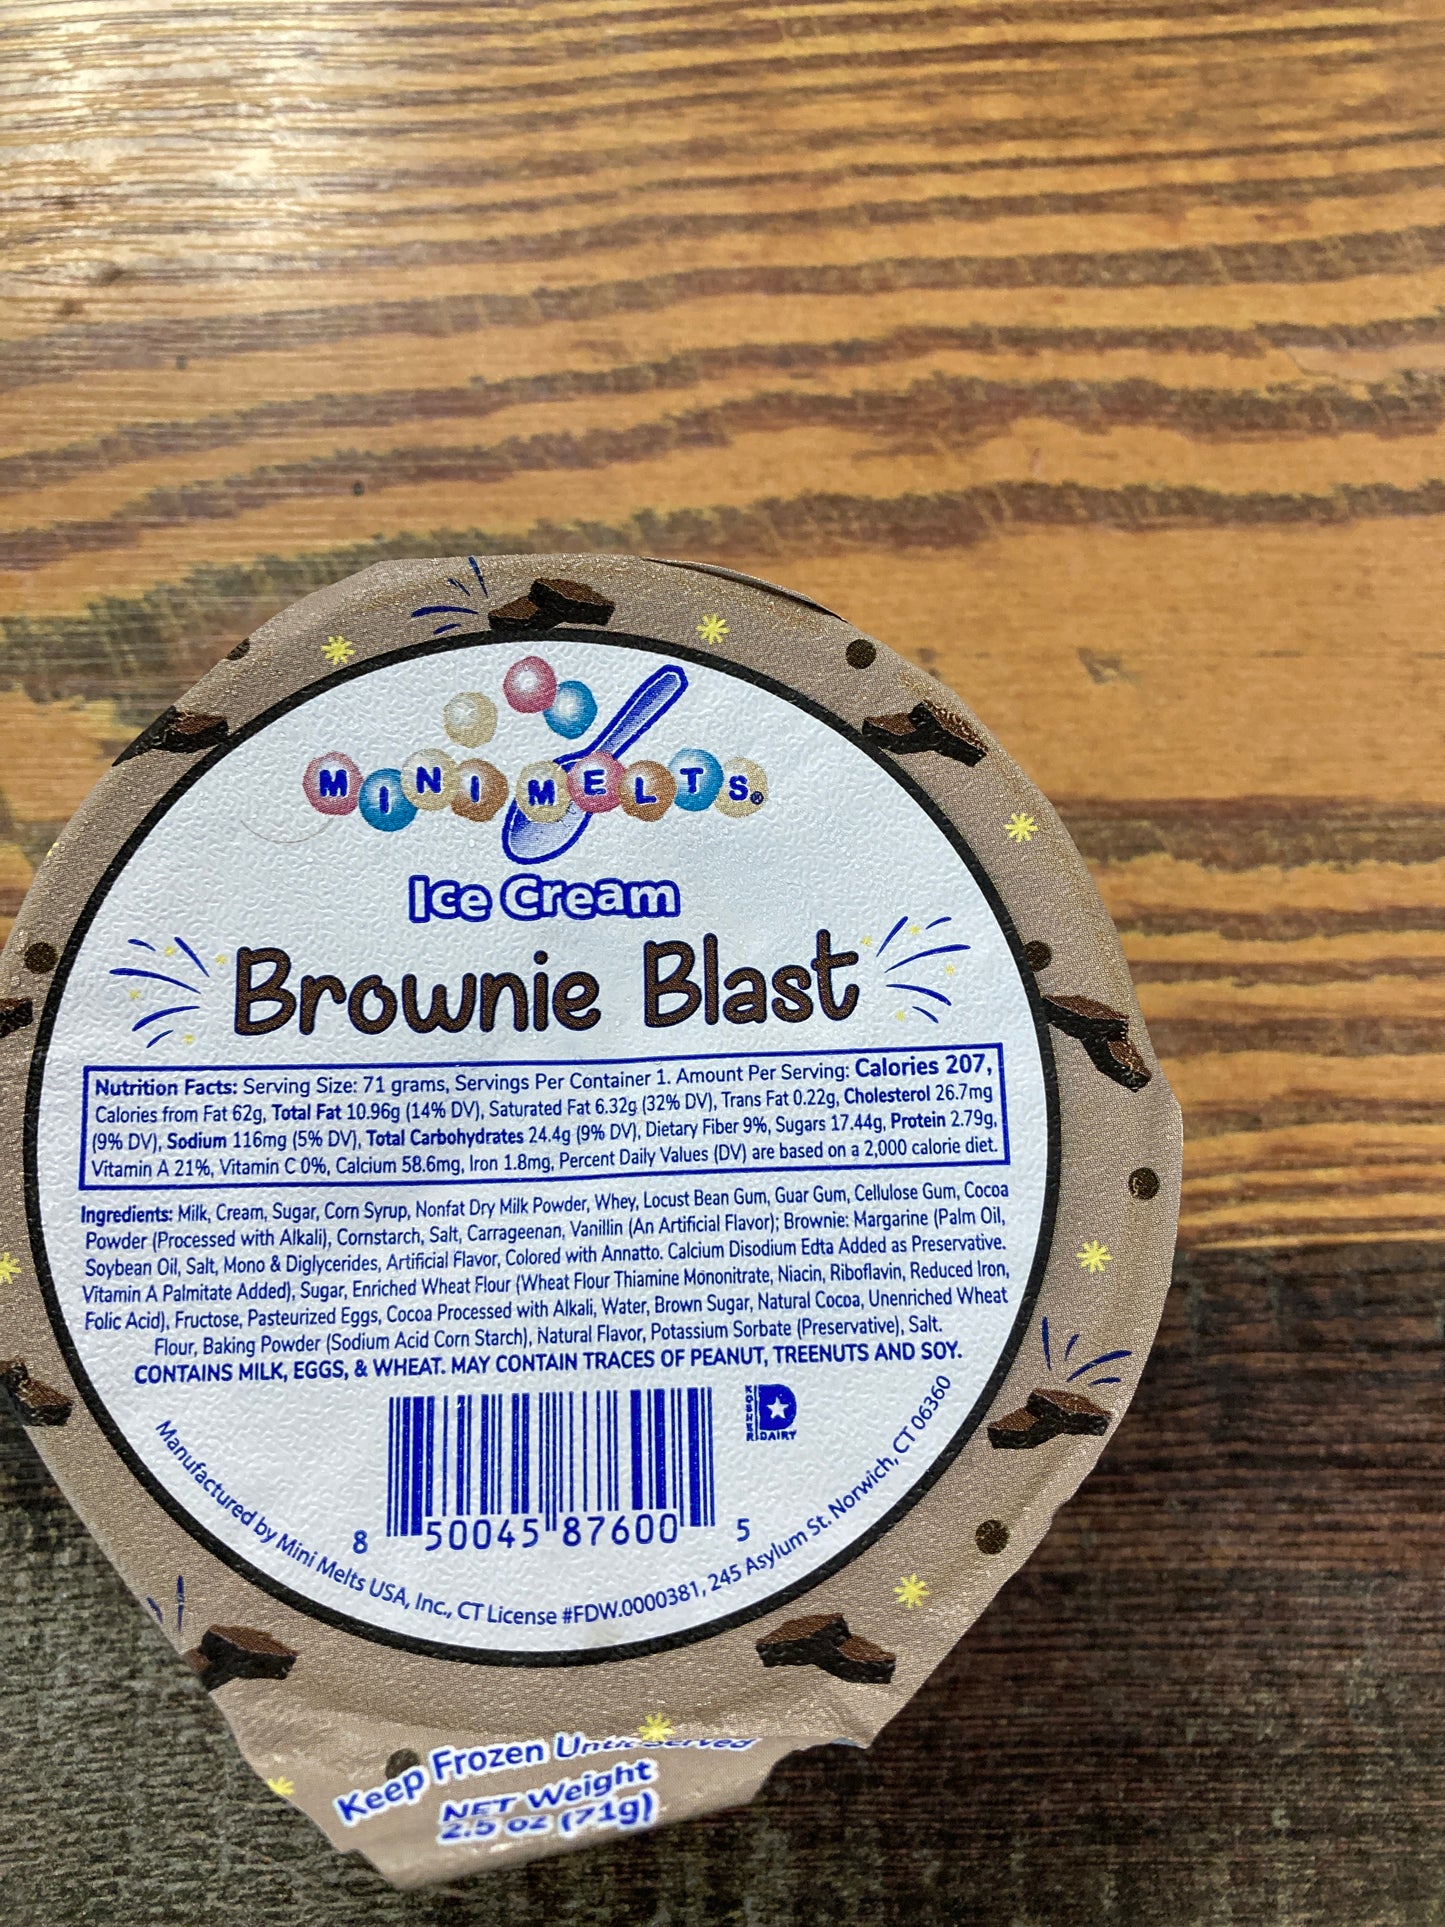 MINI MELTS®
Ice Cream
Brownie Blast
Nutrition Facts: Serving Size: 71 grams, Servings Per Container 1. Amount Per Serving: Calories 207,
Calories from Fat 62g, Total Fat 10.96g (14% DV), Saturated Fat 6.32g (32% DV), Trans Fat 0.22g, Cholesterol 26.7mg
(9% DV), Sodium 116mg (5% DV), Total Carbohydrates 24.4g (9% DV), Dietary Fiber 9%, Sugars 17.44g, Protein 2.79g,
Vitamin A 21%, Vitamin C 0%, Calcium 58.6mg, Iron 1.8mg, Percent Daily Values (DV) are based on a 2,000 calorie diet.
Ingredients: Milk, Cream, Sugar, Corn Syrup, Nonfat Dry Milk Powder, Whey, Locust Bean Gum, Guar Gum, Cellulose Gum, Cocoa
Powder (Processed with Alkali), Cornstarch, Salt, Carrageenan, Vanillin (An Artificial Flavor); Brownie: Margarine (Palm Oil,
Soybean Oil, Salt, Mono & Diglycerides, Artificial Flavor, Colored with Annatto. Calcium Disodium Edta Added as Preservative.
Vitamin A Palmitate Added), Sugar, Enriched Wheat Flour (Wheat Flour Thiamine Mononitrate, Niacin, Riboflavin, Reduced Iron,
Folic Acid), Fructose, Pasteurized Eggs, Cocoa Processed with Alkali, Water, Brown Sugar, Natural Cocoa, Unenriched Wheat
Flour, Baking Powder (Sodium Acid Corn Starch), Natural Flavor, Potassium Sorbate (Preservative), Salt.
CONTAINS MILK, EGGS, & WHEAT. MAY CONTAIN TRACES OF PEANUT, TREENUTS AND SOY.
KOSHER D DAIRY
8 50045 87600 5
Manufactured by Mini Melts USA, Inc., CT License #FDW.0000381, 245 Asylum St. Norwich, CT 06360
Keep Frozen Until Served
NET Weight
2.5 oz (71g)